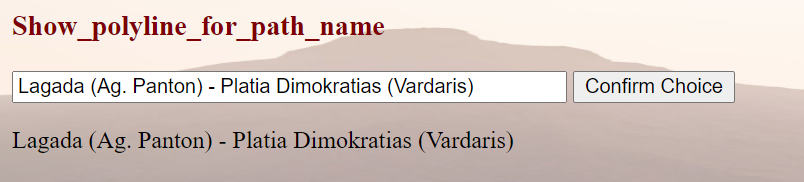 Show_polyline_for_path_name
Lagada (Ag. Panton) - Platia Dimokratias (Vardaris) Confirm Choice
Lagada (Ag. Panton) - Platia Dimokratias (Vardaris)